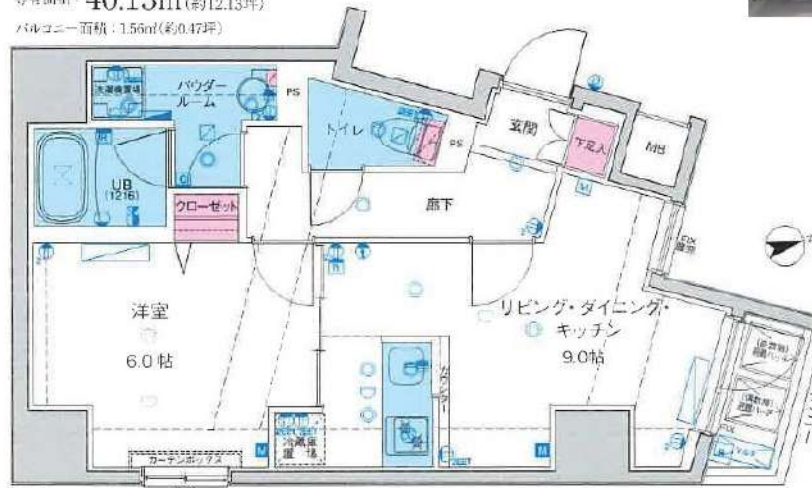 40.13㎡(約12.13坪)
バルコニー面積：1.56㎡(約0.47坪)
洗濯機置場
パウダー
ルーム
PS
トイレ
PS
玄関
下足入
MB
UB
(1216)
クローゼット
廊下
FIX
洋室
6.0帖
リビング・ダイニング・
キッチン
9.0帖
カウンター
冷蔵庫
置場
カーテンボックス
M
M
M
FIX